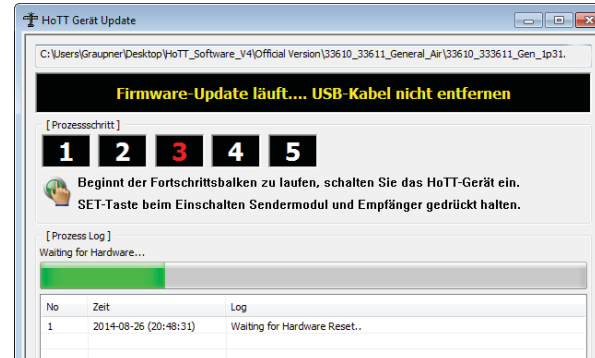 HoTT Gerät Update
C:\Users\Graupner\Desktop\HoTT_Software_V4\Official Version\33610_33611_General_Air\33610_333611_Gen_1p31.
Firmware-Update läuft.... USB-Kabel nicht entfernen
[Prozessschritt]
1 2 3 4 5
Beginnt der Fortschrittsbalken zu laufen, schalten Sie das HoTT-Gerät ein.
SET-Taste beim Einschalten Sendermodul und Empfänger gedrückt halten.
[Prozess Log]
Waiting for Hardware...
No Zeit Log
1 2014-08-26 (20:48:31) Waiting for Hardware Reset..